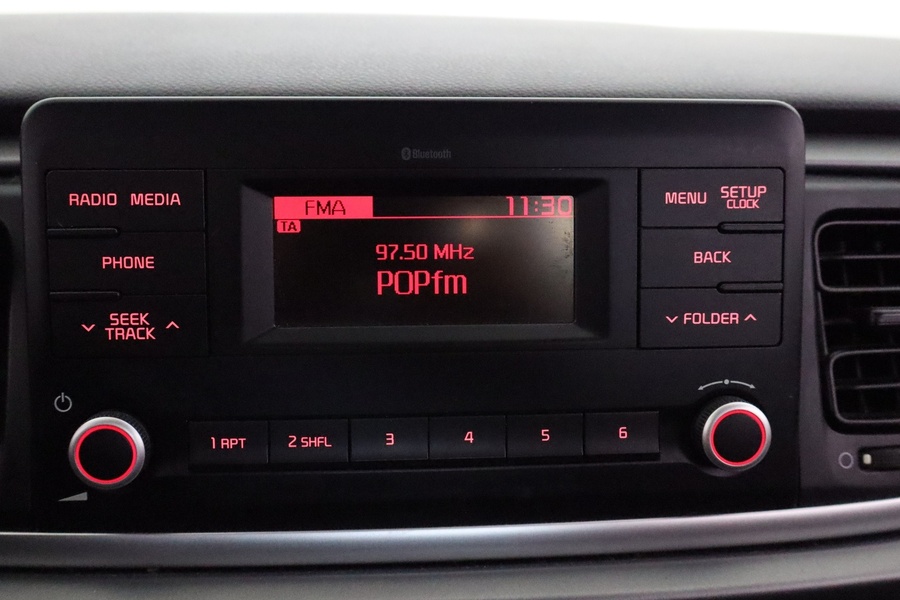 Bluetooth
RADIO MEDIA
FMA 11:30
MENU SETUP
CLOCK
TA
97.50 MHz
POPfm
PHONE
BACK
SEEK
TRACK
FOLDER
1 RPT 2 SHFL 3 4 5 6